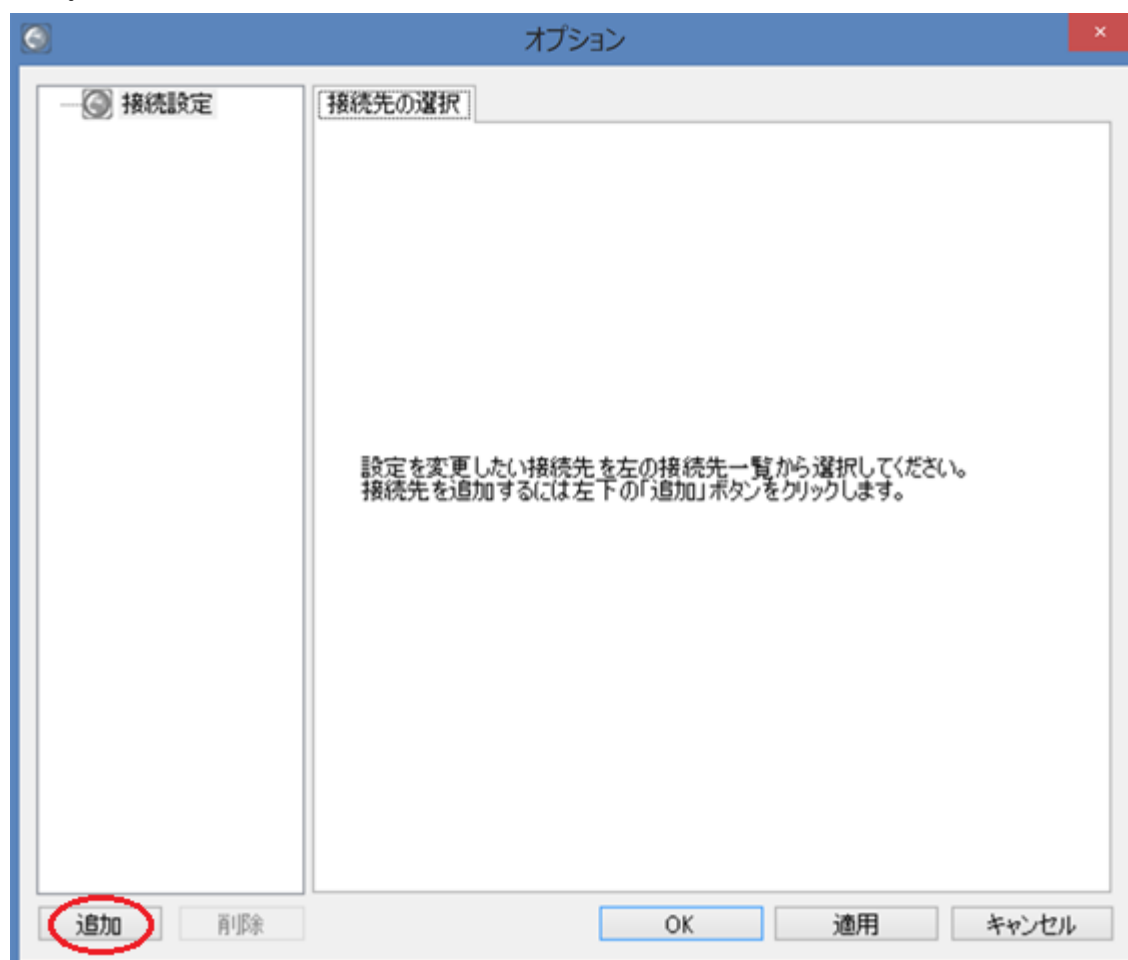 オプション
接続設定
接続先の選択
設定を変更したい接続先を左の接続先一覧から選択してください。
接続先を追加するには左下の「追加」ボタンをクリックします。
追加
削除
OK
適用
キャンセル